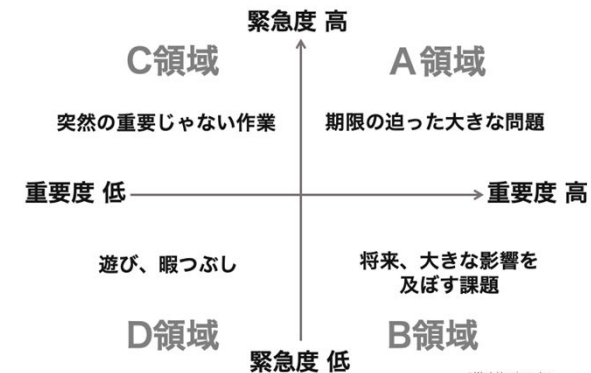 緊急度 高
C領域
A領域
突然の重要じゃない作業
期限の迫った大きな問題
重要度 低
重要度 高
遊び、暇つぶし
将来、大きな影響を
及ぼす課題
D領域
B領域
緊急度 低